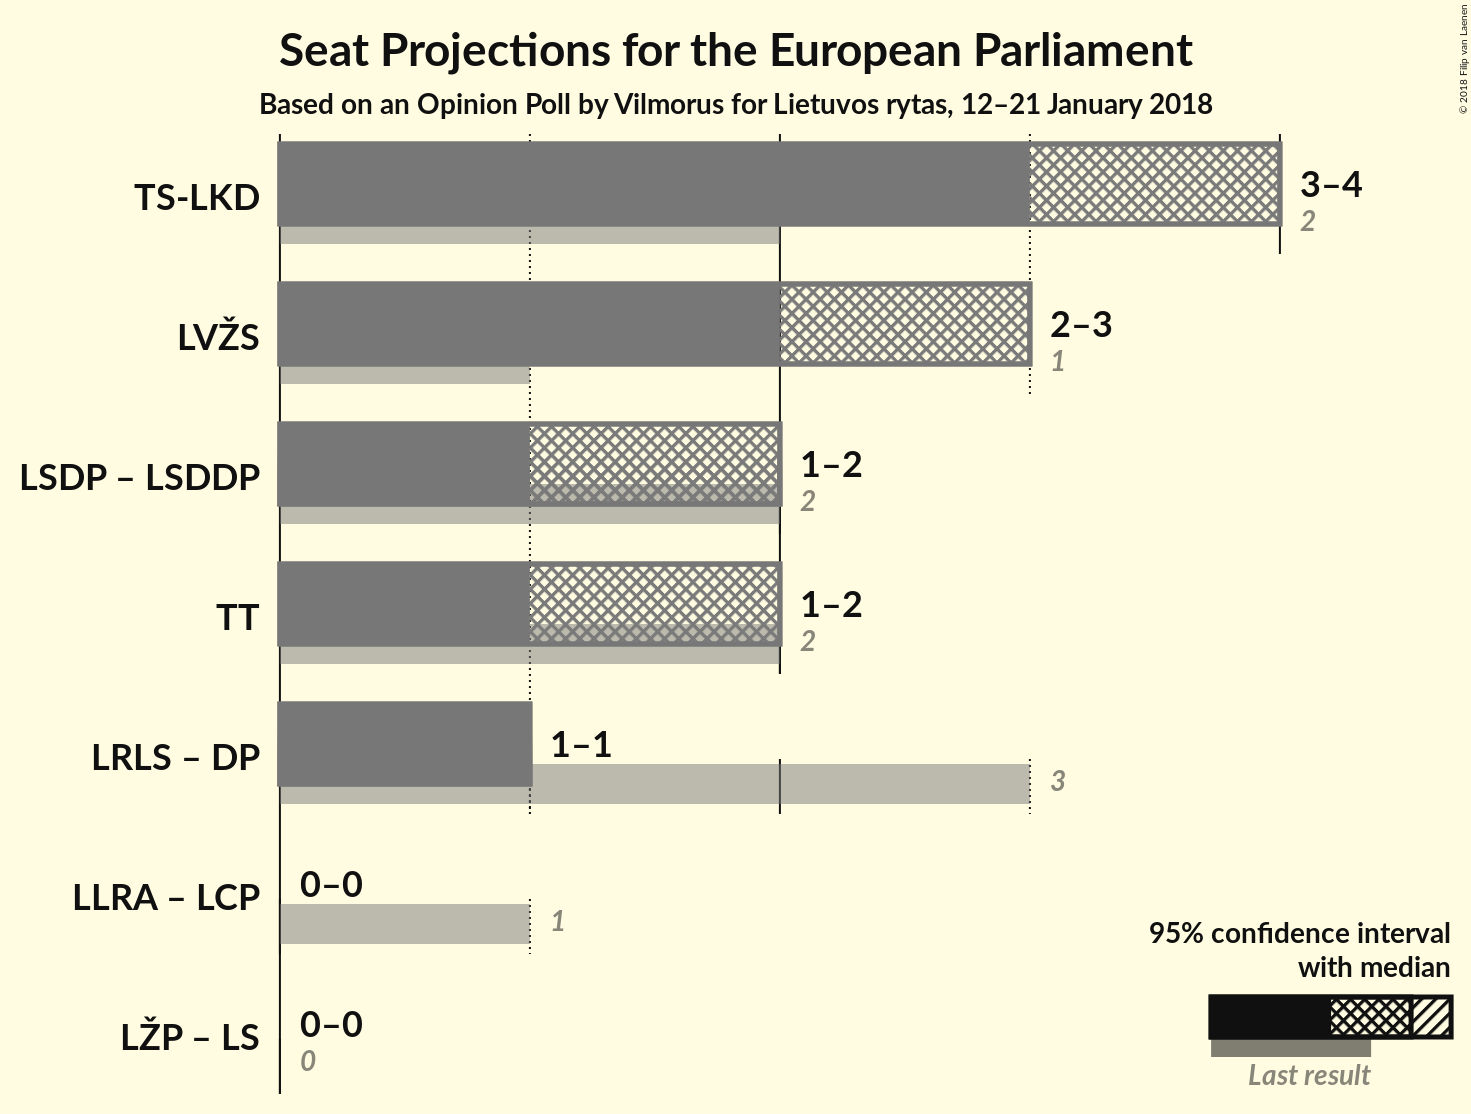 Seat Projections for the European Parliament
Based on an Opinion Poll by Vilmorus for Lietuvos rytas, 12–21 January 2018
© 2018 Filip van Laenen
TS-LKD
3–4
2
LVŽS
2–3
1
LSDP – LSDDP
1–2
2
TT
1–2
2
LRLS – DP
1–1
3
LLRA – LCP
0–0
1
LŽP – LS
0–0
0
95% confidence interval
with median
Last result